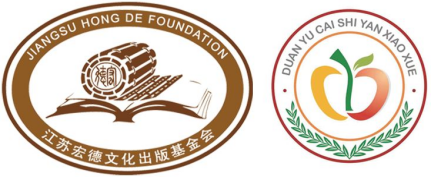 JIANGSU HONG DE FOUNDATION
江苏宏德文化出版基金会
DUAN YU CAI SHI YAN XIAO XUE